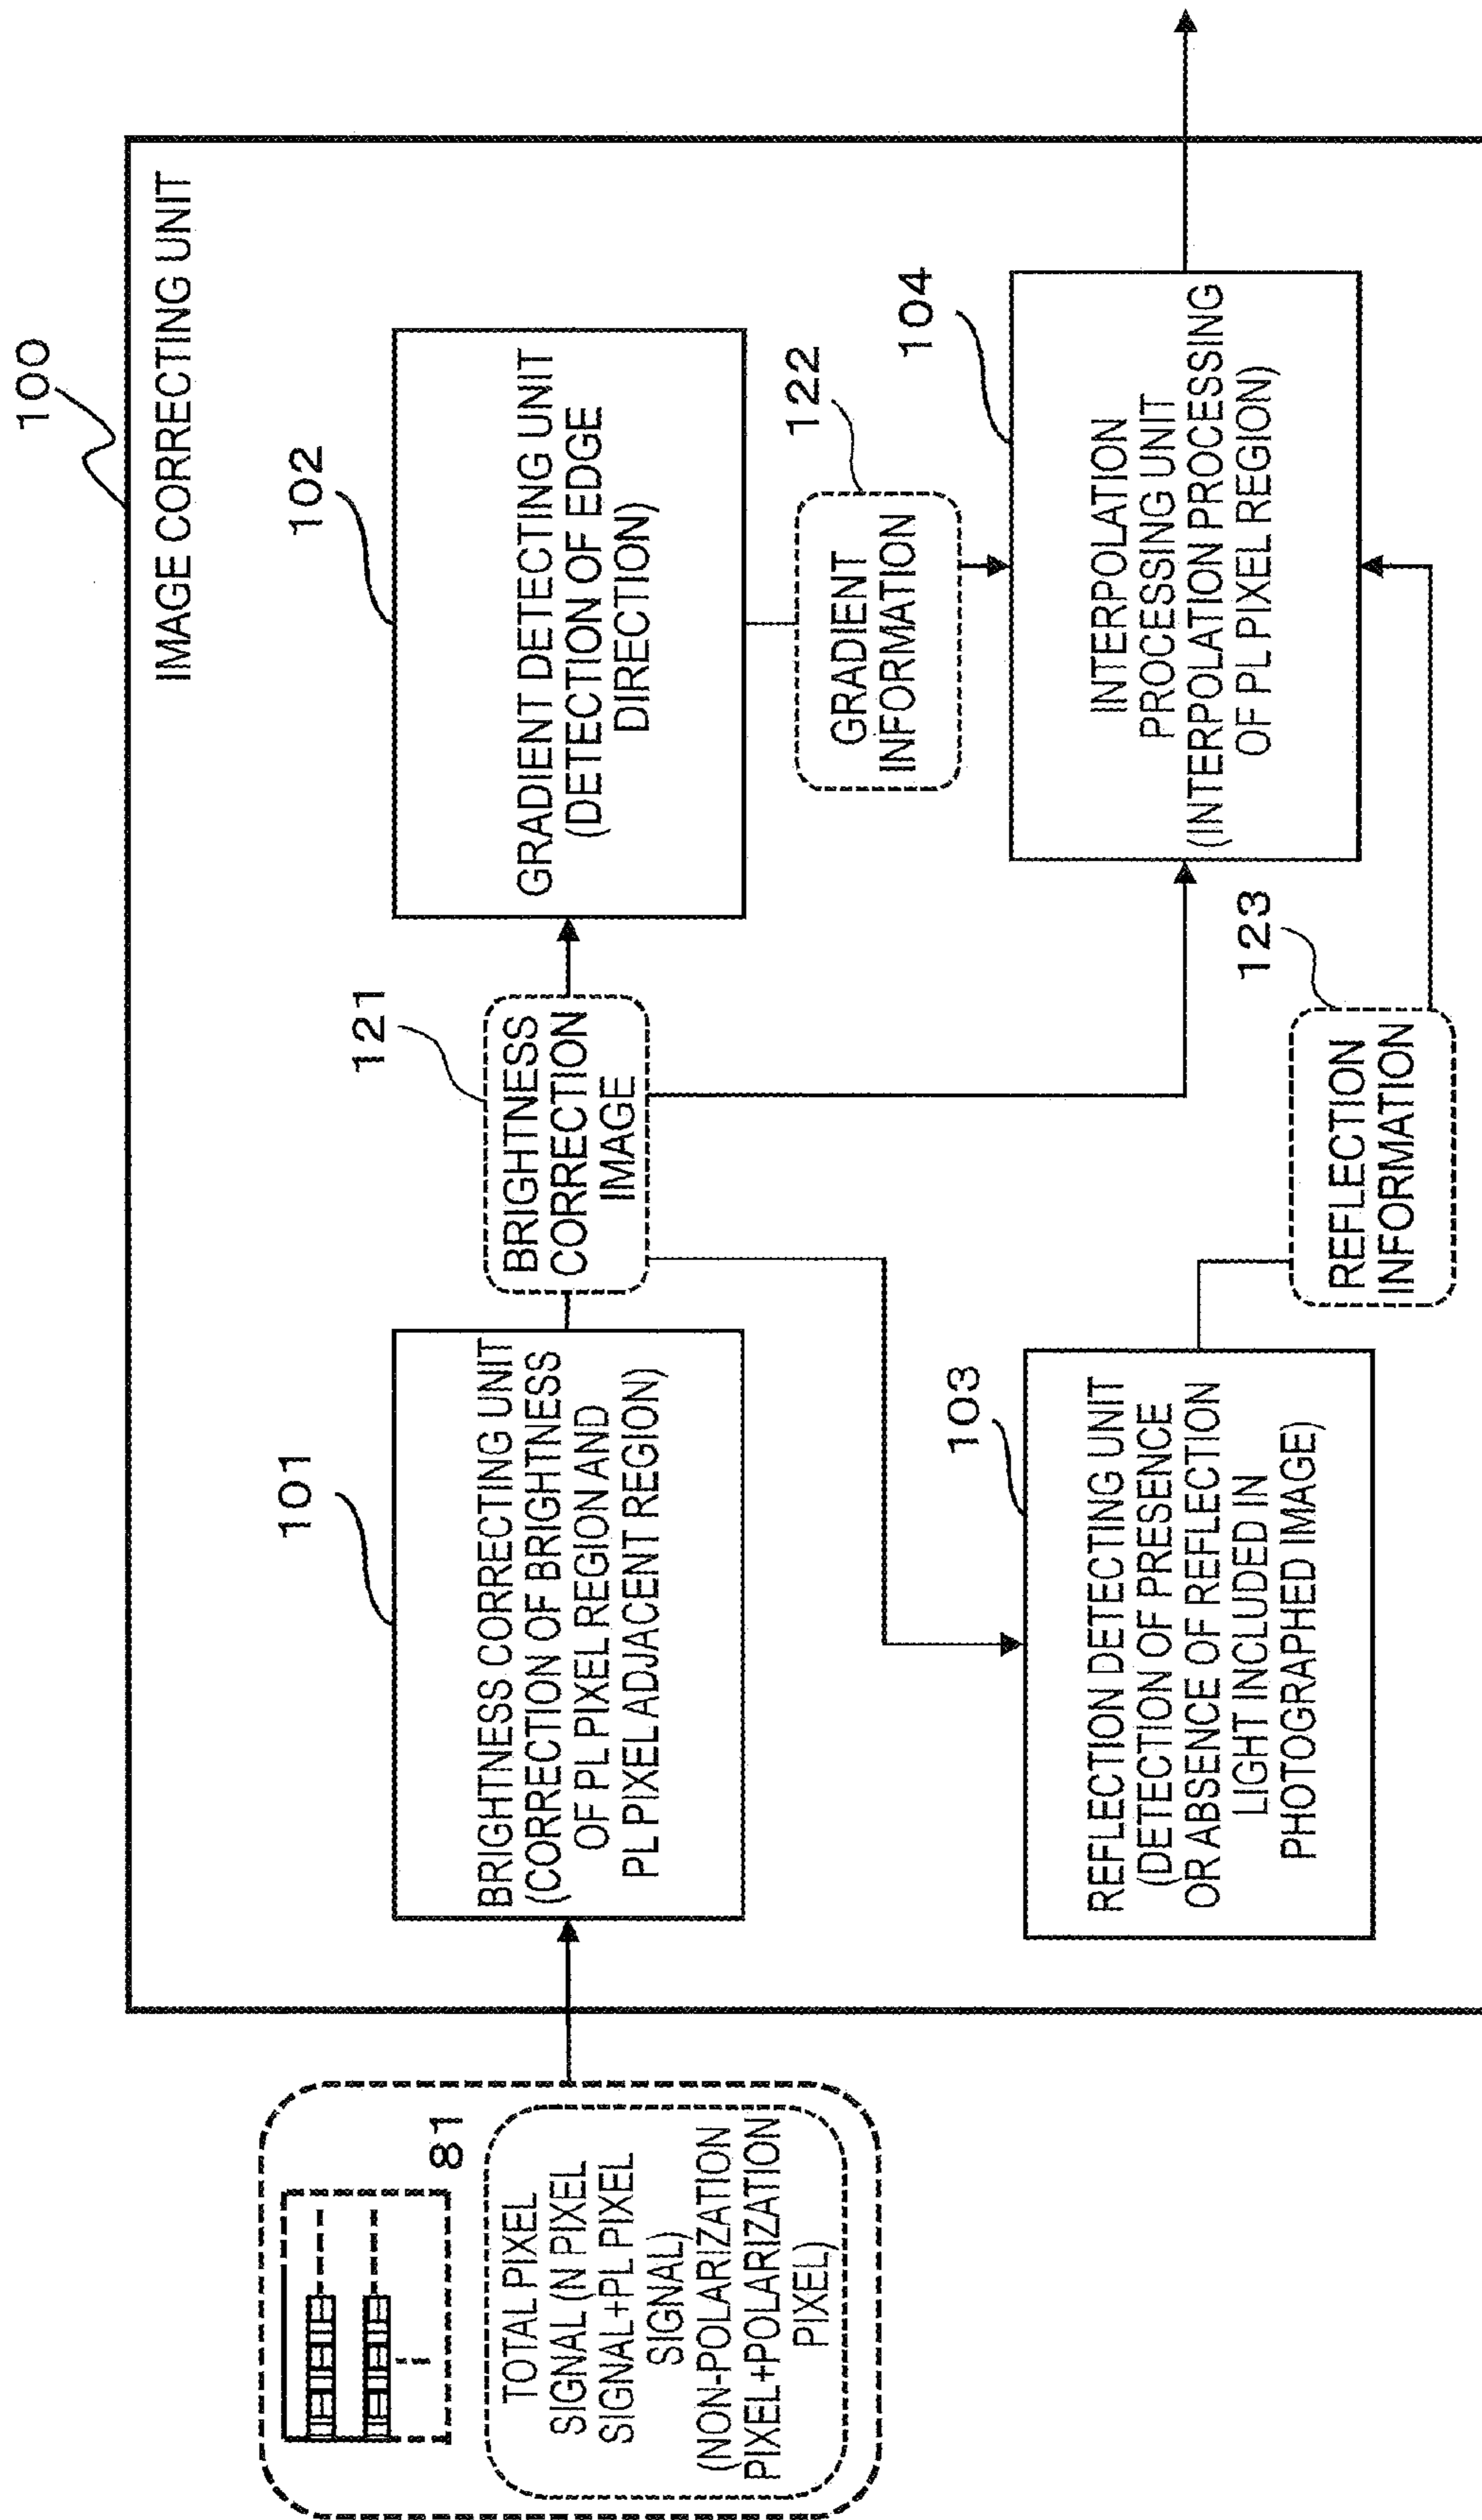 100
IMAGE CORRECTING UNIT
81
TOTAL PIXEL
SIGNAL (N PIXEL
SIGNAL+PL PIXEL
SIGNAL)
(NON-POLARIZATION
PIXEL+POLARIZATION
PIXEL)
101
BRIGHTNESS CORRECTING UNIT
(CORRECTION OF BRIGHTNESS
OF PL PIXEL REGION AND
PL PIXEL ADJACENT REGION)
121
BRIGHTNESS
CORRECTION
IMAGE
102
GRADIENT DETECTING UNIT
(DETECTION OF EDGE
DIRECTION)
122
GRADIENT
INFORMATION
103
REFLECTION DETECTING UNIT
(DETECTION OF PRESENCE
OR ABSENCE OF REFLECTION
LIGHT INCLUDED IN
PHOTOGRAPHED IMAGE)
123
REFLECTION
INFORMATION
104
INTERPOLATION
PROCESSING UNIT
(INTERPOLATION PROCESSING
OF PL PIXEL REGION)